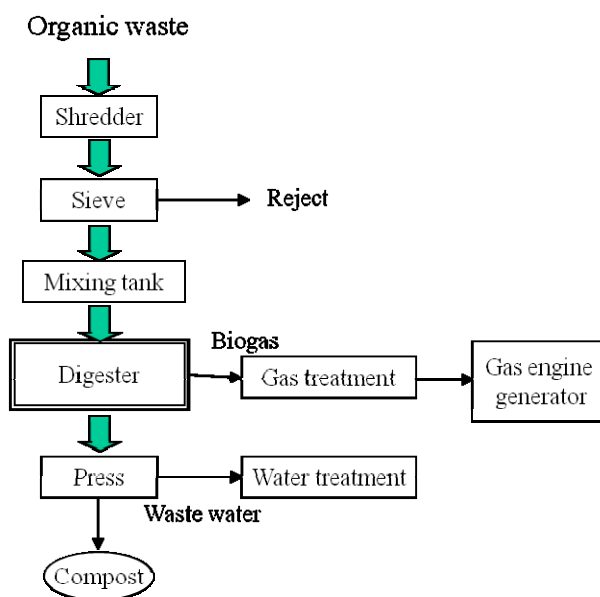 Organic waste
Shredder
Sieve
Reject
Mixing tank
Biogas
Digester
Gas treatment
Gas engine
generator
Press
Water treatment
Waste water
Compost